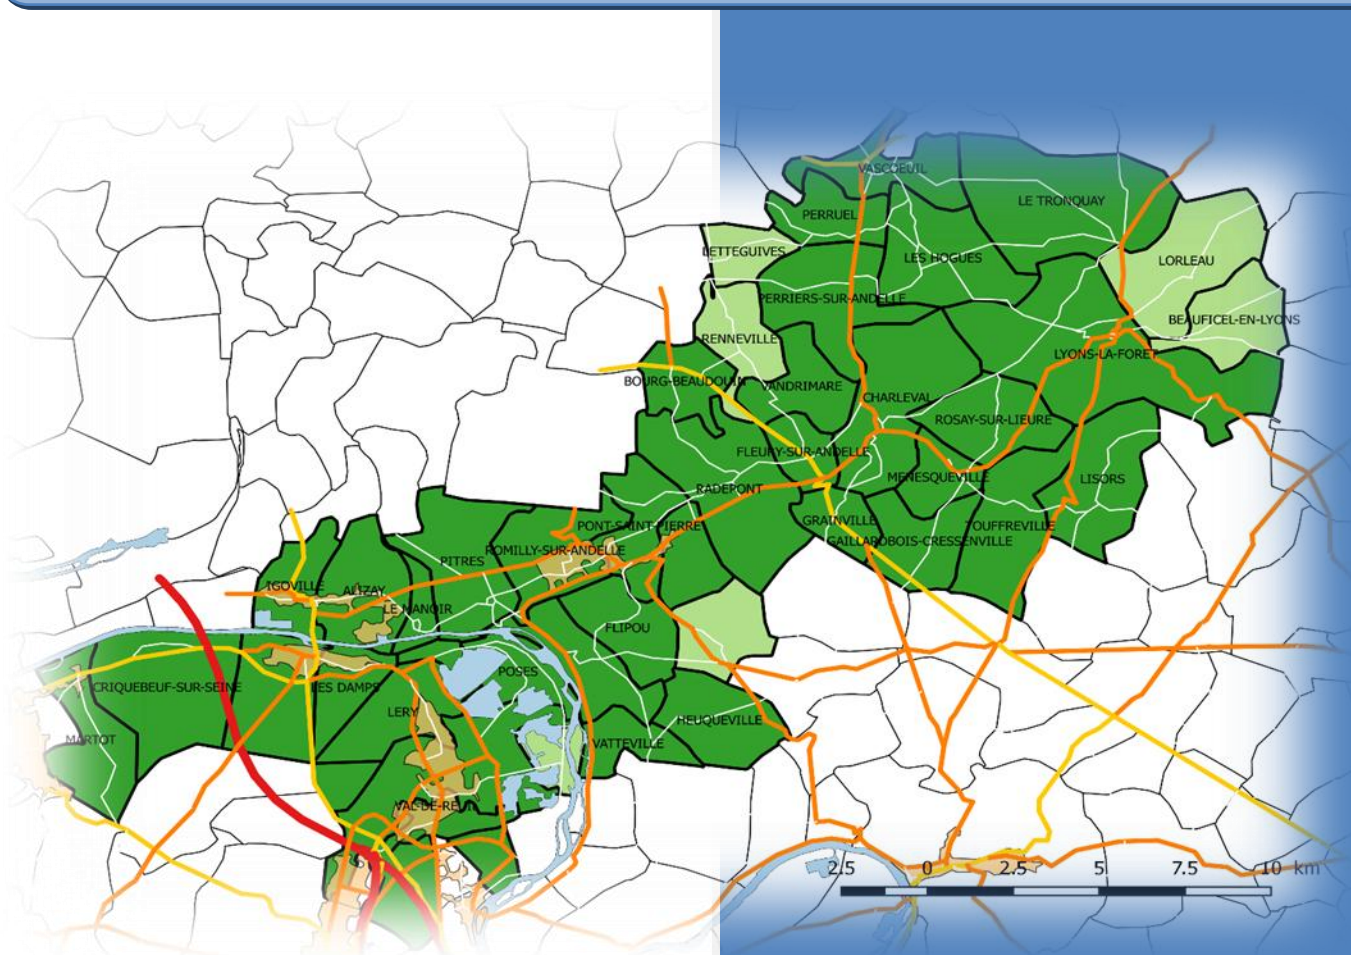 VASCOEUIL
LE TRONQUAY
PERRUEL
LETTEGUIVES
LES HOGUES
LORLEAU
PERRIERS-SUR-ANDELLE
BEAUFICEL-EN-LYONS
RENNEVILLE
LYONS-LA-FORET
BOURG-BEAUDOUIN
VANDRIMARE
CHARLEVAL
ROSAY-SUR-LIEURE
FLEURY-SUR-ANDELLE
MENESQUEVILLE
LISORS
RADEPONT
GRAINVILLE
PONT-SAINT-PIERRE
TOUFFREVILLE
GAILLARDBOIS-CRESSENVILLE
ROMILLY-SUR-ANDELLE
PITRES
IGOVILLE
ALIZAY
LE MANOIR
FLIPOU
POSES
CRIQUEBEUF-SUR-SEINE
LES DAMPS
LERY
HEUQUEVILLE
MARTOT
VATTEVILLE
VAL-DE-REUIL
2.5 0 2.5 5 7.5 10 km